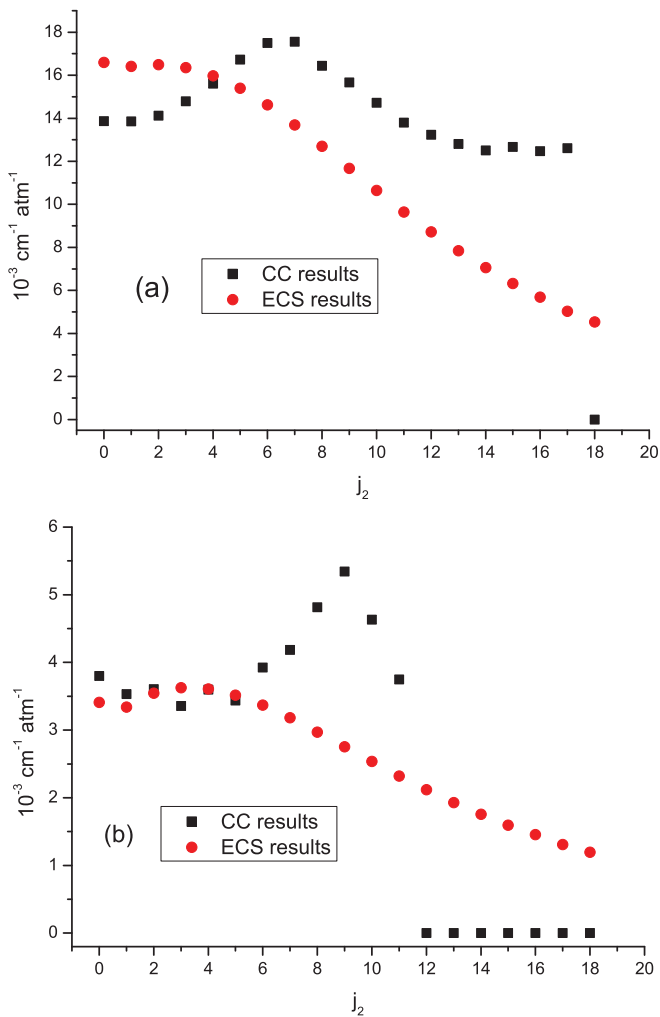 18
16
14
12
10
8
6
4
2
0
10⁻³ cm⁻¹ atm⁻¹
(a)
CC results
ECS results
0 2 4 6 8 10 12 14 16 18 20
j₂
6
5
4
3
2
1
0
10⁻³ cm⁻¹ atm⁻¹
(b)
CC results
ECS results
0 2 4 6 8 10 12 14 16 18 20
j₂